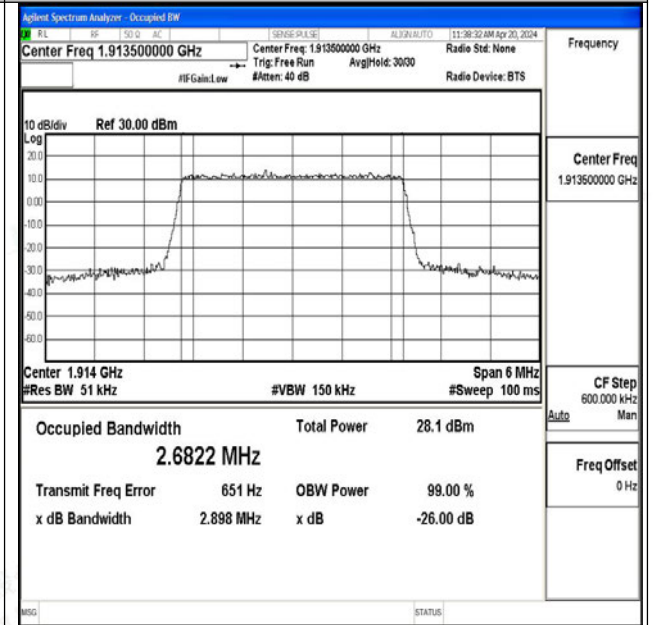 Agilent Spectrum Analyzer - Occupied BW
RL RF 50 Ω AC SENSE:PULSE ALIGN AUTO 11:38:32 AM Apr 20, 2024
Center Freq 1.913500000 GHz
Center Freq: 1.913500000 GHz Radio Std: None
Trig: Free Run Avg|Hold: 30/30
#IFGain:Low #Atten: 40 dB Radio Device: BTS
10 dB/div Ref 30.00 dBm
Log
20.0
10.0
0.00
-10.0
-20.0
-30.0
-40.0
-50.0
-60.0
Center 1.914 GHz Span 6 MHz
#Res BW 51 kHz #VBW 150 kHz #Sweep 100 ms
Occupied Bandwidth Total Power 28.1 dBm
2.6822 MHz
Transmit Freq Error 651 Hz OBW Power 99.00 %
x dB Bandwidth 2.898 MHz x dB -26.00 dB
MSG STATUS
Frequency
Center Freq
1.913500000 GHz
CF Step
600.000 kHz
Auto Man
Freq Offset
0 Hz